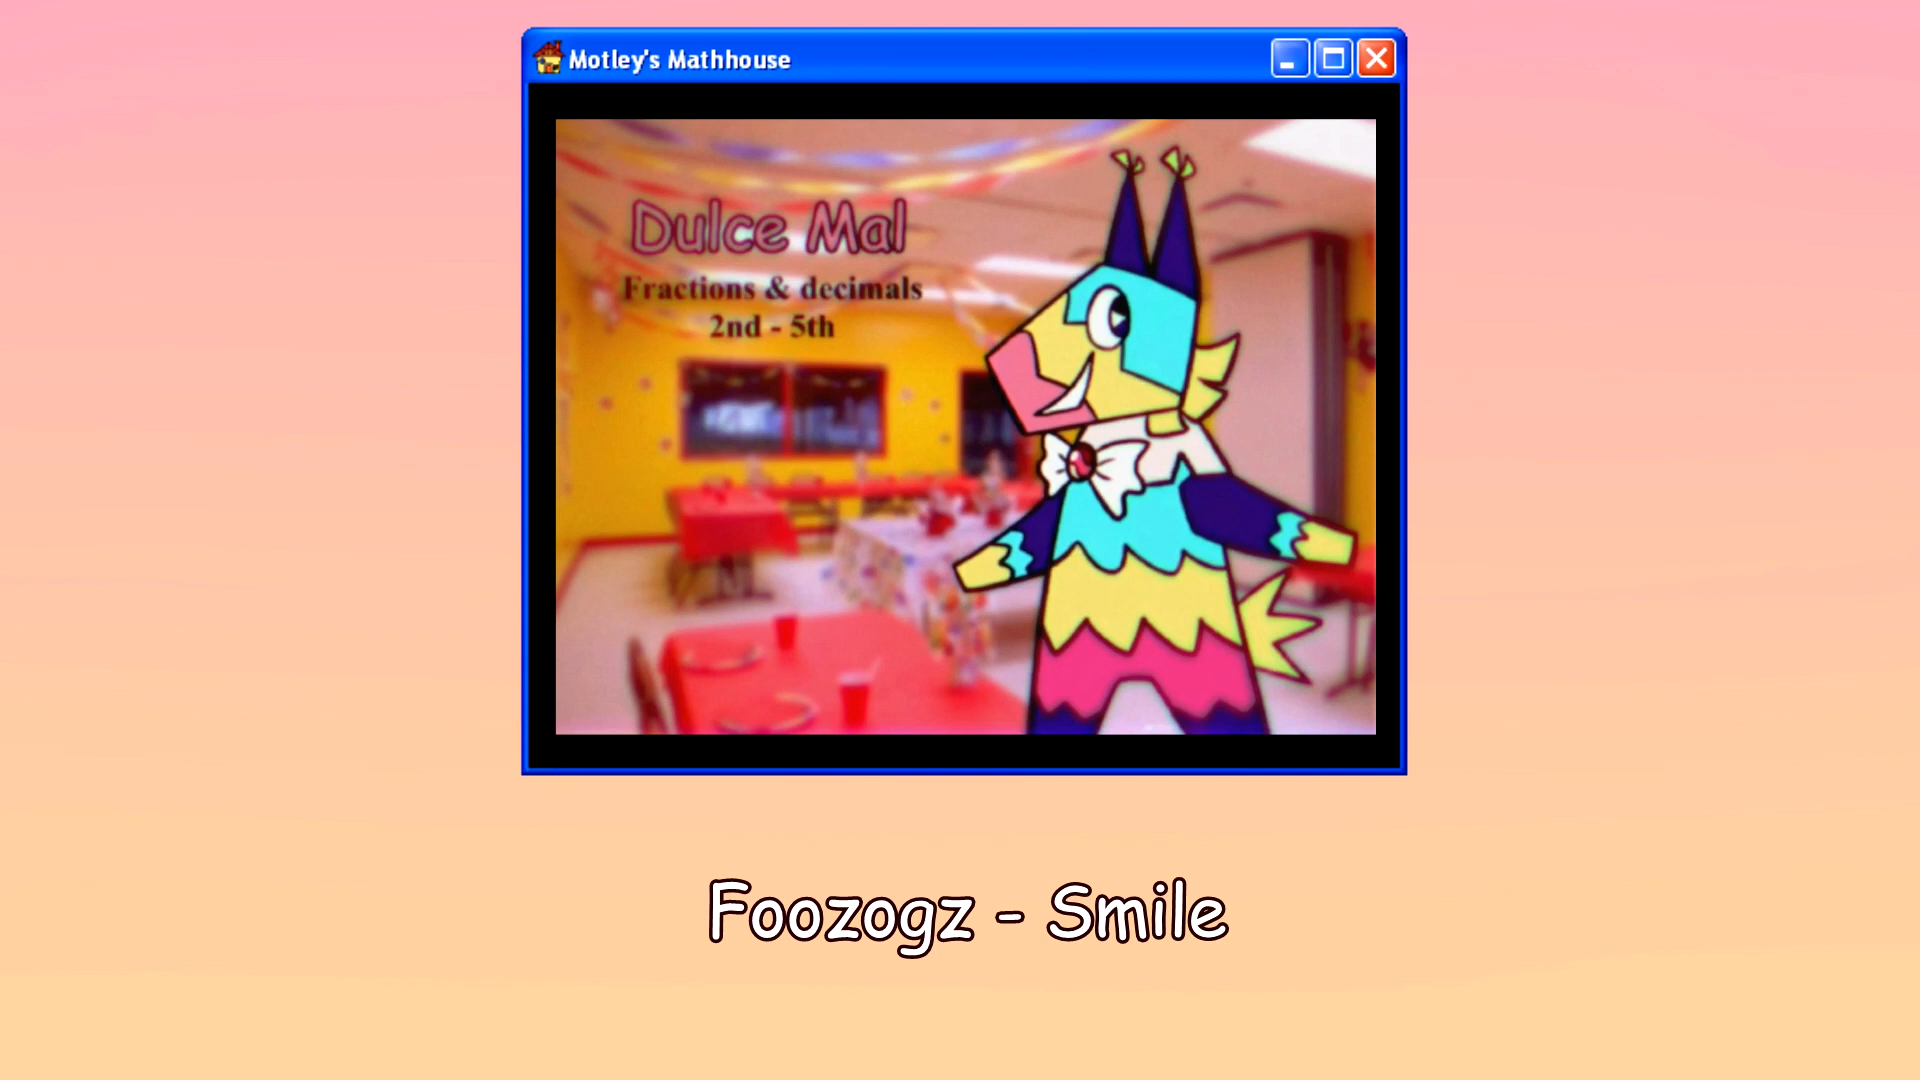 Motley's Mathhouse
Dulce Mal
Fractions & decimals
2nd - 5th
Foozogz - Smile